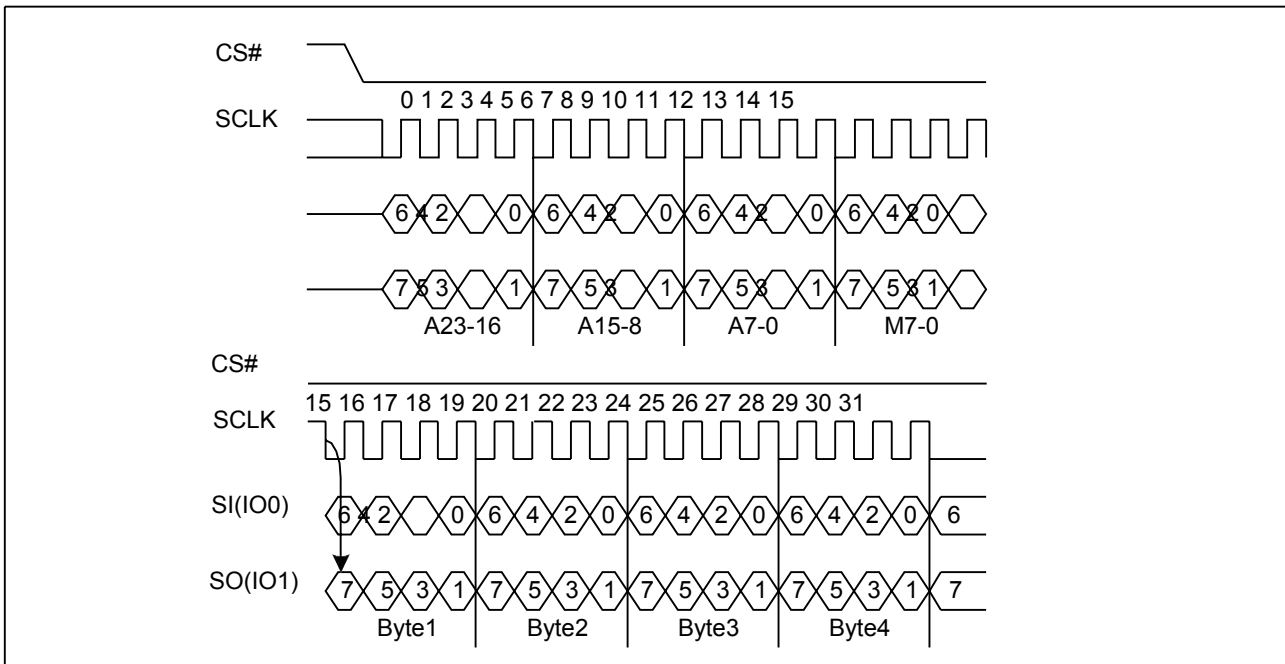 CS#
0 1 2 3 4 5 6 7 8 9 10 11 12 13 14 15
SCLK
6 4 2 0 6 4 2 0 6 4 2 0 6 4 2 0
7 5 3 1 7 5 3 1 7 5 3 1 7 5 3 1
A23-16 A15-8 A7-0 M7-0
CS#
15 16 17 18 19 20 21 22 23 24 25 26 27 28 29 30 31
SCLK
SI(IO0) 6 4 2 0 6 4 2 0 6 4 2 0 6 4 2 0 6
SO(IO1) 7 5 3 1 7 5 3 1 7 5 3 1 7 5 3 1 7
Byte1 Byte2 Byte3 Byte4